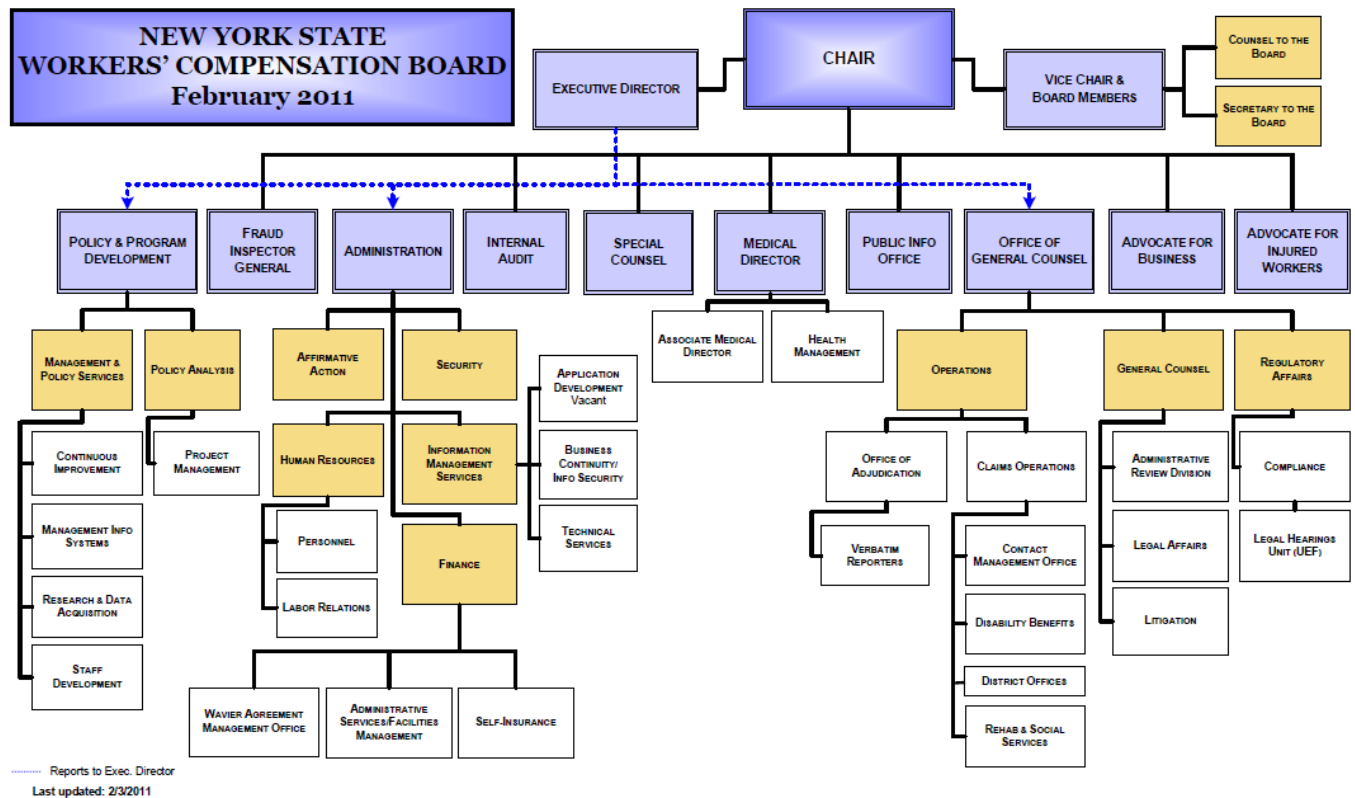 NEW YORK STATE
WORKERS' COMPENSATION BOARD
February 2011
CHAIR
EXECUTIVE DIRECTOR
VICE CHAIR &
BOARD MEMBERS
COUNSEL TO THE
BOARD
SECRETARY TO THE
BOARD
POLICY & PROGRAM
DEVELOPMENT
FRAUD
INSPECTOR
GENERAL
ADMINISTRATION
INTERNAL
AUDIT
SPECIAL
COUNSEL
MEDICAL
DIRECTOR
PUBLIC INFO
OFFICE
OFFICE OF
GENERAL COUNSEL
ADVOCATE FOR
BUSINESS
ADVOCATE FOR
INJURED
WORKERS
MANAGEMENT &
POLICY SERVICES
POLICY ANALYSIS
AFFIRMATIVE
ACTION
SECURITY
APPLICATION
DEVELOPMENT
VACANT
ASSOCIATE MEDICAL
DIRECTOR
HEALTH
MANAGEMENT
OPERATIONS
GENERAL COUNSEL
REGULATORY
AFFAIRS
CONTINUOUS
IMPROVEMENT
PROJECT
MANAGEMENT
HUMAN RESOURCES
INFORMATION
MANAGEMENT
SERVICES
BUSINESS
CONTINUITY/
INFO SECURITY
OFFICE OF
ADJUDICATION
CLAIMS OPERATIONS
ADMINISTRATIVE
REVIEW DIVISION
COMPLIANCE
MANAGEMENT INFO
SYSTEMS
PERSONNEL
FINANCE
TECHNICAL
SERVICES
VERBATIM
REPORTERS
CONTACT
MANAGEMENT OFFICE
LEGAL AFFAIRS
LEGAL HEARINGS
UNIT (UEF)
RESEARCH & DATA
ACQUISITION
LABOR RELATIONS
DISABILITY BENEFITS
LITIGATION
STAFF
DEVELOPMENT
DISTRICT OFFICES
WAVIER AGREEMENT
MANAGEMENT OFFICE
ADMINISTRATIVE
SERVICES/FACILITIES
MANAGEMENT
SELF-INSURANCE
REHAB & SOCIAL
SERVICES
Reports to Exec. Director
Last updated: 2/3/2011